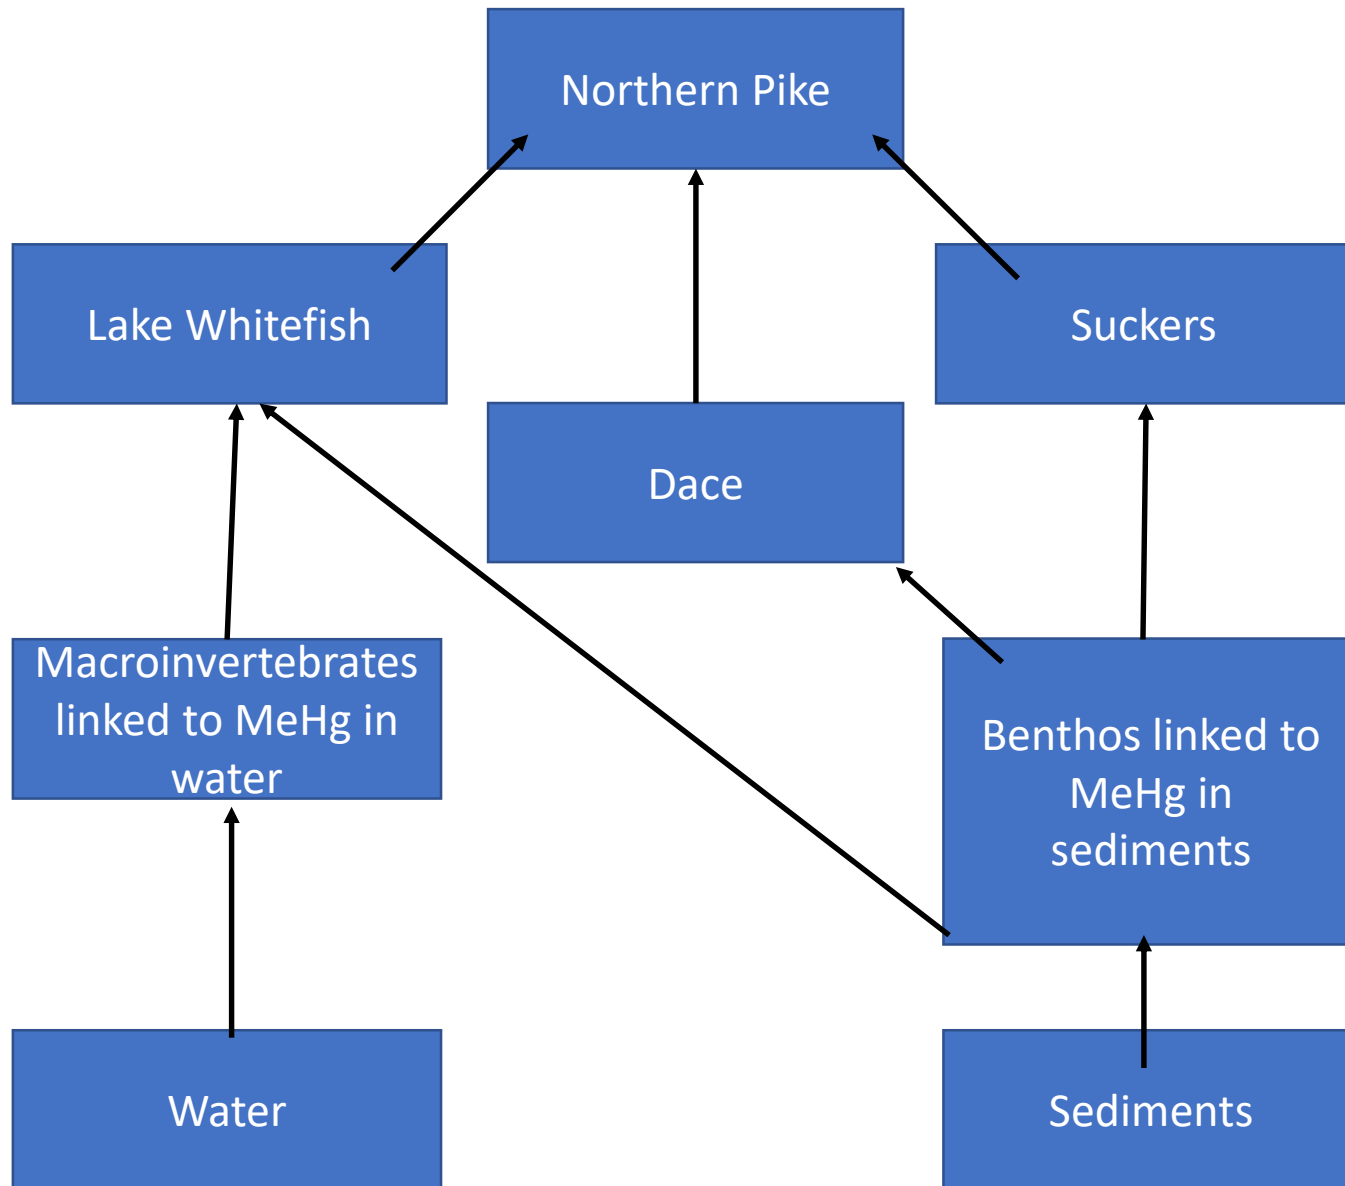 Northern Pike
Lake Whitefish
Suckers
Dace
Macroinvertebrates
linked to MeHg in
water
Benthos linked to
MeHg in
sediments
Water
Sediments